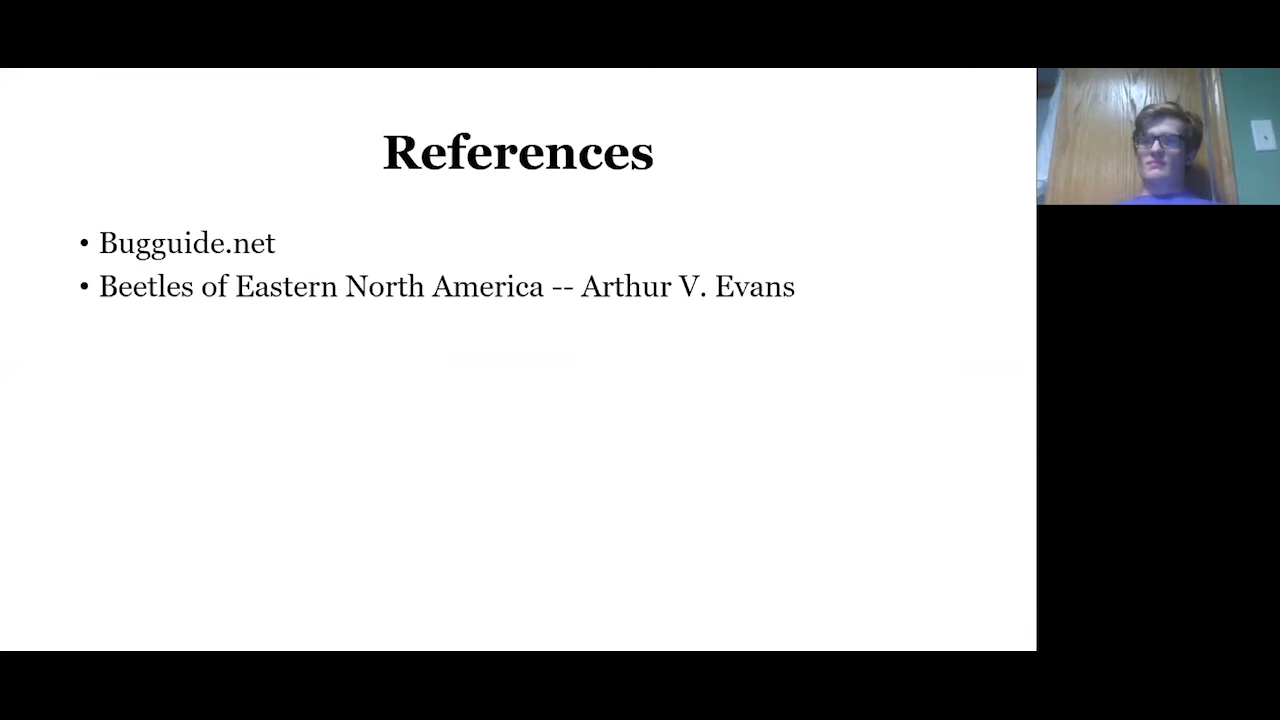 References
• Bugguide.net
• Beetles of Eastern North America -- Arthur V. Evans